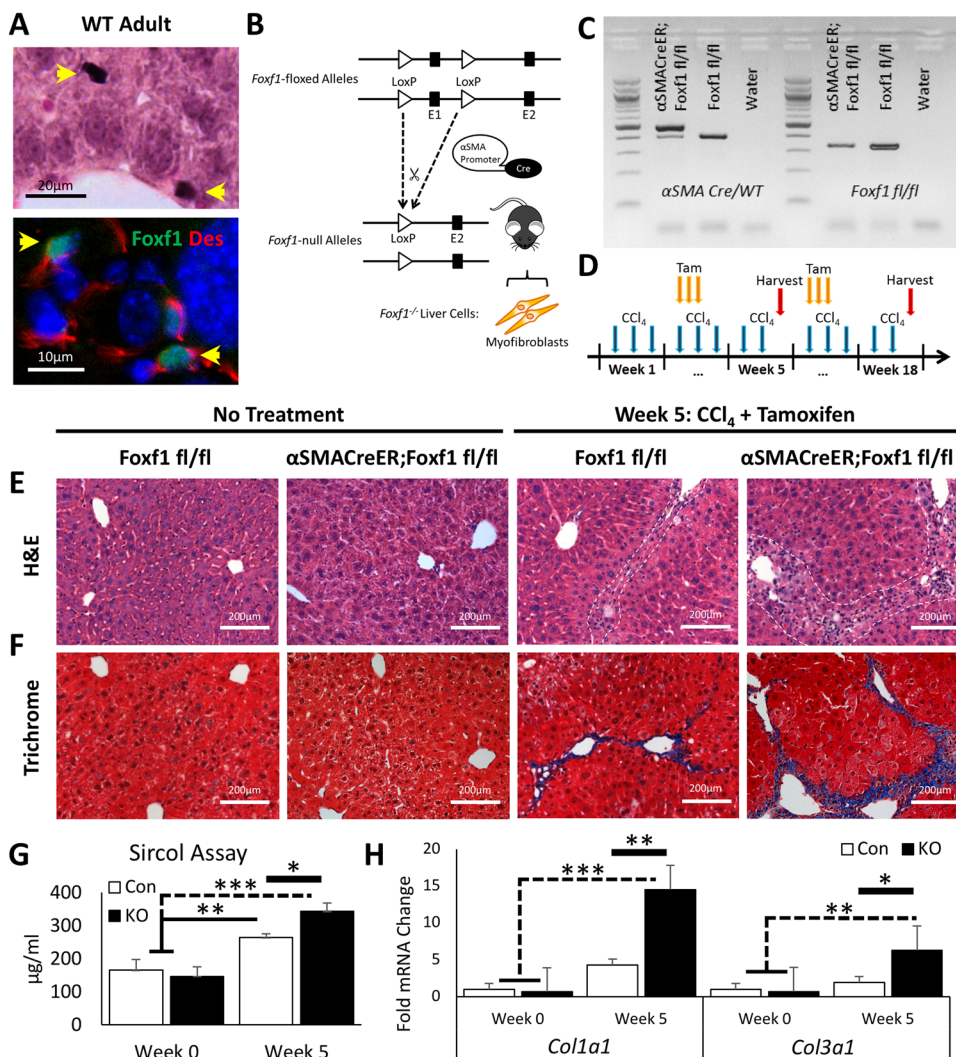 A
WT Adult
20μm
Foxf1 Des
10μm
B
Foxf1-floxed Alleles
LoxP LoxP
E1 E2
αSMA
Promoter
Cre
Foxf1-null Alleles
LoxP E2
Foxf1-/- Liver Cells:
Myofibroblasts
C
αSMACreER;
Foxf1 fl/fl
Foxf1 fl/fl
Water
αSMACreER;
Foxf1 fl/fl
Foxf1 fl/fl
Water
αSMA Cre/WT
Foxf1 fl/fl
D
Tam Harvest Tam Harvest
CCl4 CCl4 CCl4 CCl4 CCl4
Week 1 ... Week 5 ... Week 18
No Treatment
Week 5: CCl4 + Tamoxifen
Foxf1 fl/fl
αSMACreER;Foxf1 fl/fl
Foxf1 fl/fl
αSMACreER;Foxf1 fl/fl
E
H&E
200μm
200μm
200μm
200μm
F
Trichrome
200μm
200μm
200μm
200μm
G
Sircol Assay
μg/ml
400
300
200
100
0
Con
KO
***
**
*
Week 0 Week 5
H
Fold mRNA Change
20
15
10
5
0
Con KO
***
**
**
*
Week 0 Week 5 Week 0 Week 5
Col1a1 Col3a1